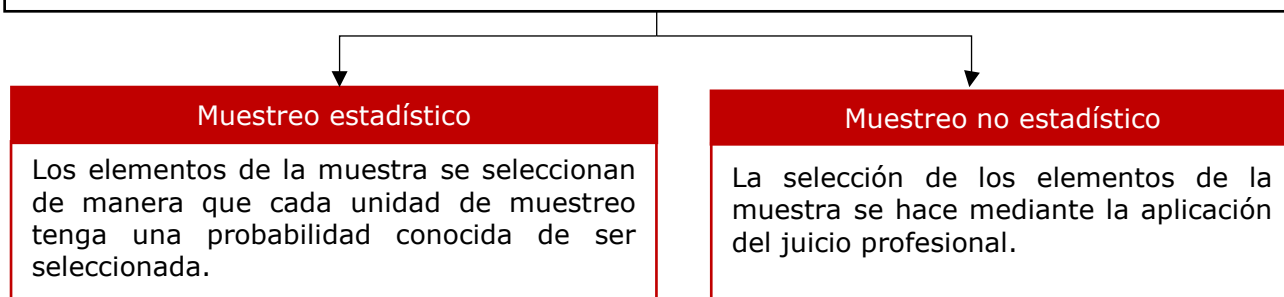 Muestreo estadístico
Los elementos de la muestra se seleccionan
de manera que cada unidad de muestreo
tenga una probabilidad conocida de ser
seleccionada.
Muestreo no estadístico
La selección de los elementos de la
muestra se hace mediante la aplicación
del juicio profesional.